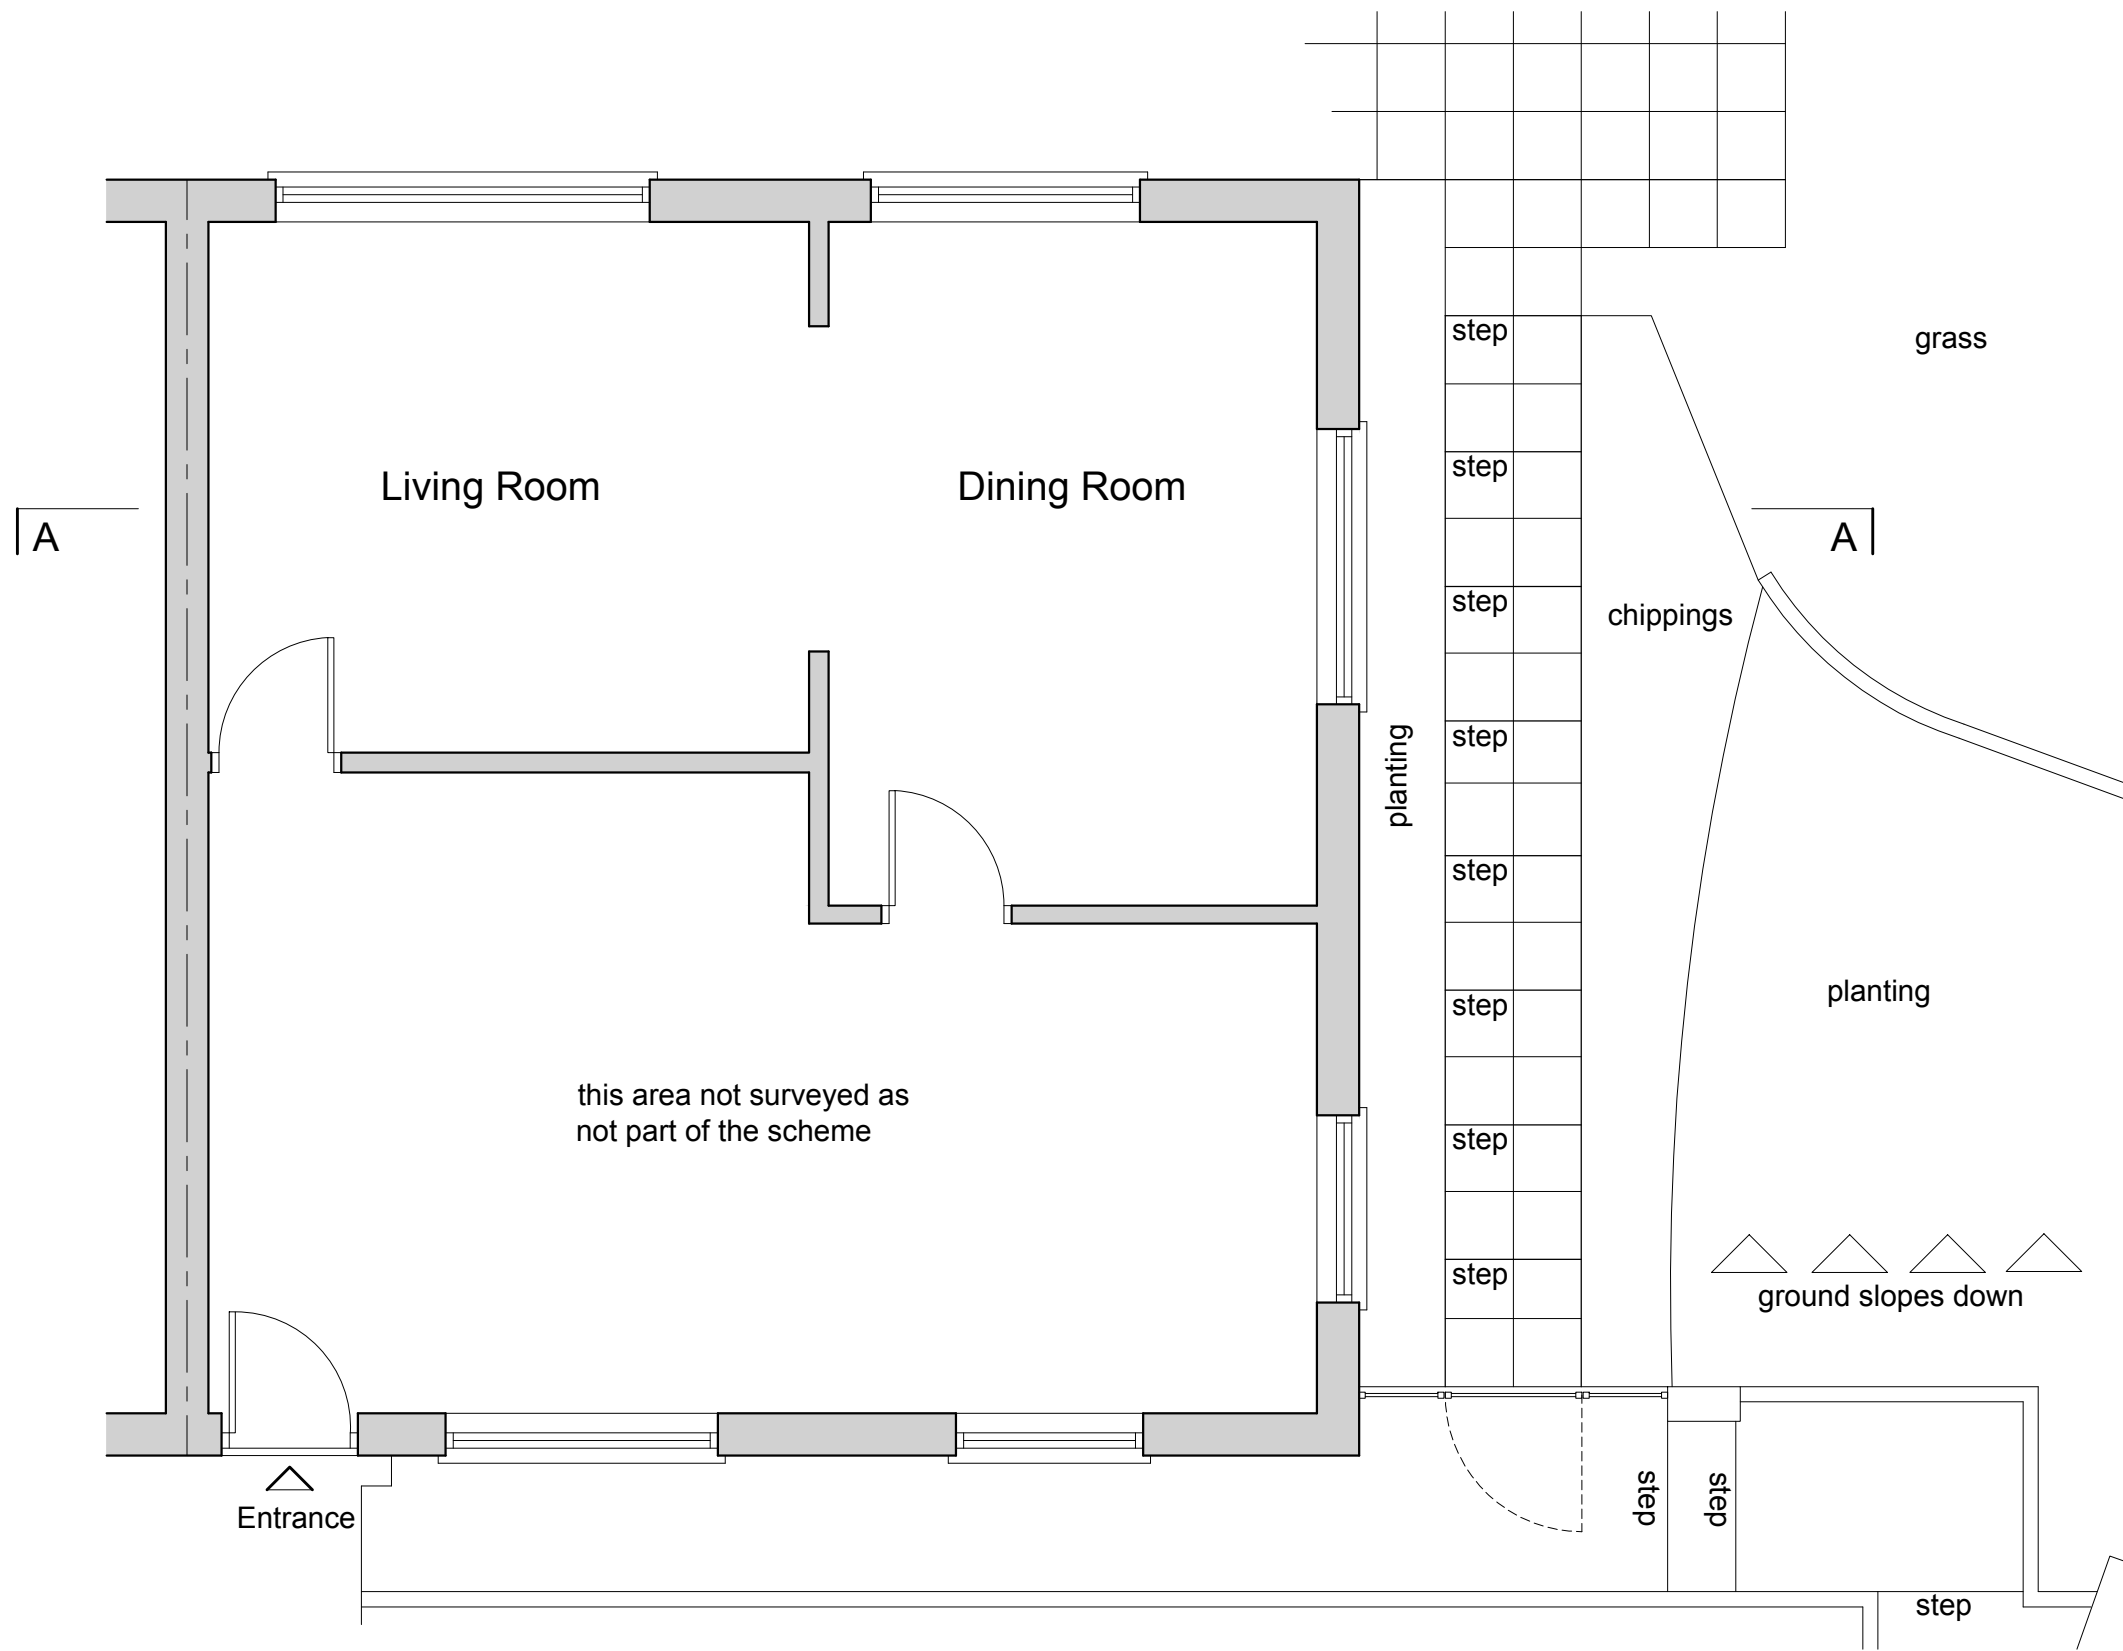 step
grass
step
Living Room
Dining Room
A
A
step
chippings
step
planting
step
planting
step
this area not surveyed as
not part of the scheme
step
step
ground slopes down
step
step
Entrance
step